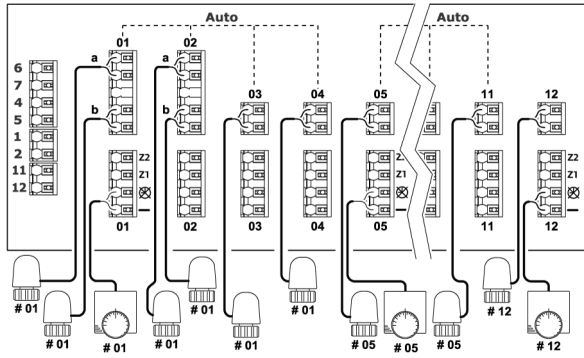 Auto Auto
01 02
a a
6
7
4
5
1
2
11
12
03 04 05 11 12
b b
Z2 Z. Z2
Z1 Z1 Z1
01 02 03 04 05 11 12
# 01 # 01 # 01 # 12
# 01 # 01 # 01 # 01 # 05 # 05 # 05 # 12